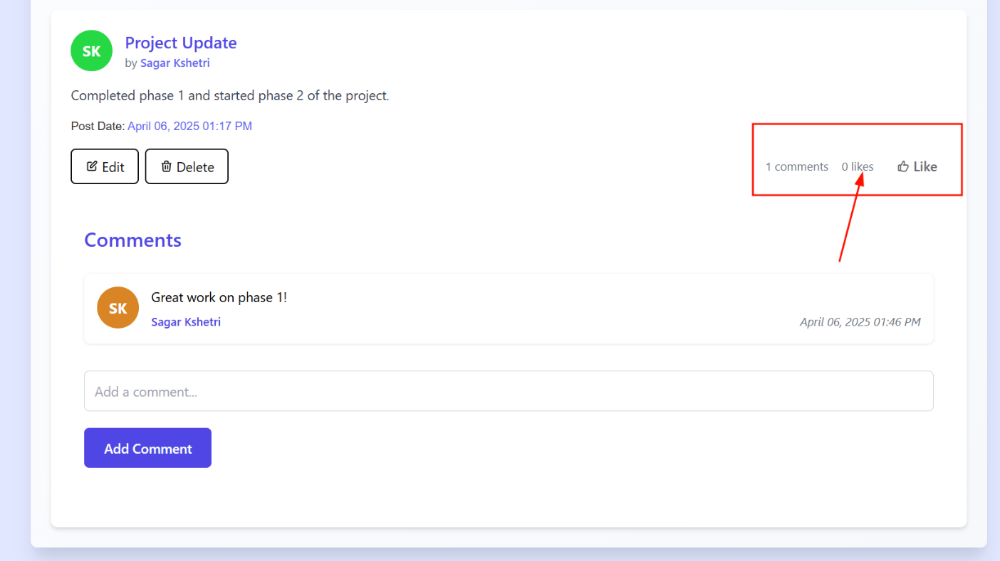 SK
Project Update
by Sagar Kshetri
Completed phase 1 and started phase 2 of the project.
Post Date: April 06, 2025 01:17 PM
Edit Delete 1 comments 0 likes Like
Comments
SK
Great work on phase 1!
Sagar Kshetri April 06, 2025 01:46 PM
Add a comment...
Add Comment